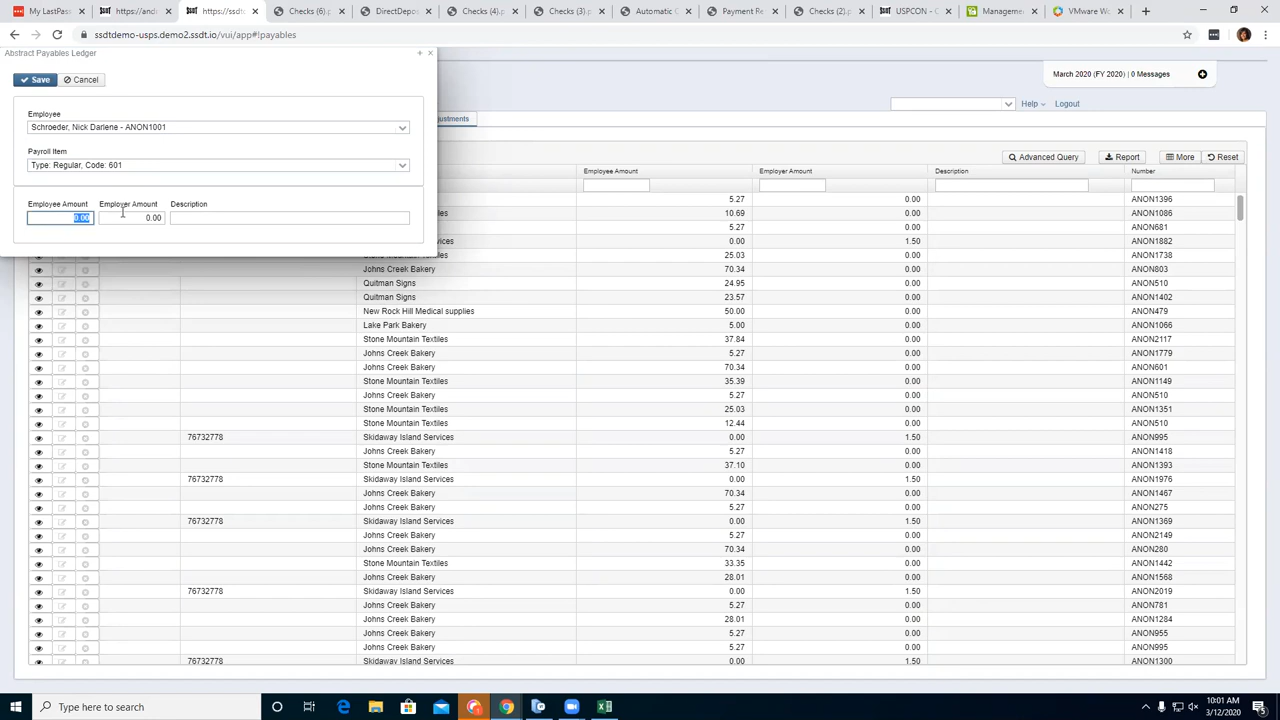 My LastPass
https://andi
https://ssdt
Checks (6).p
DirectDepos
Checks (4).p
Checks (3).p
Automatic C
Payment Re
Checks (2).p
USPCON - C
Managemen
VMware Wo
ssdtdemo-usps.demo2.ssdt.io/vui/app#!payables
Abstract Payables Ledger
Save Cancel
Employee
Schroeder, Nick Darlene - ANON1001
Payroll Item
Type: Regular, Code: 601
Employee Amount Employer Amount Description
0.00 0.00
March 2020 (FY 2020) | 0 Messages
Help Logout
justments
Advanced Query Report More Reset
Employee Amount Employer Amount Description Number
5.27 0.00 ANON1396
les 10.69 0.00 ANON1086
5.27 0.00 ANON681
ervices 0.00 1.50 ANON1882
25.03 0.00 ANON1738
Johns Creek Bakery 70.34 0.00 ANON803
Quitman Signs 24.95 0.00 ANON510
Quitman Signs 23.57 0.00 ANON1402
New Rock Hill Medical supplies 50.00 0.00 ANON479
Lake Park Bakery 5.00 0.00 ANON1066
Stone Mountain Textiles 37.84 0.00 ANON2117
Johns Creek Bakery 5.27 0.00 ANON1779
Johns Creek Bakery 70.34 0.00 ANON601
Stone Mountain Textiles 35.39 0.00 ANON1149
Johns Creek Bakery 5.27 0.00 ANON510
Stone Mountain Textiles 25.03 0.00 ANON1351
Stone Mountain Textiles 12.44 0.00 ANON510
76732778 Skidaway Island Services 0.00 1.50 ANON995
Johns Creek Bakery 5.27 0.00 ANON1418
Stone Mountain Textiles 37.10 0.00 ANON1393
76732778 Skidaway Island Services 0.00 1.50 ANON1976
Johns Creek Bakery 70.34 0.00 ANON1467
Johns Creek Bakery 5.27 0.00 ANON275
76732778 Skidaway Island Services 0.00 1.50 ANON1369
Johns Creek Bakery 5.27 0.00 ANON2149
Johns Creek Bakery 70.34 0.00 ANON280
Stone Mountain Textiles 33.35 0.00 ANON1442
Johns Creek Bakery 28.01 0.00 ANON1568
76732778 Skidaway Island Services 0.00 1.50 ANON2019
Johns Creek Bakery 5.27 0.00 ANON781
Johns Creek Bakery 28.01 0.00 ANON1284
Johns Creek Bakery 5.27 0.00 ANON955
Johns Creek Bakery 5.27 0.00 ANON1647
76732778 Skidaway Island Services 0.00 1.50 ANON1300
Type here to search
10:01 AM
3/12/2020